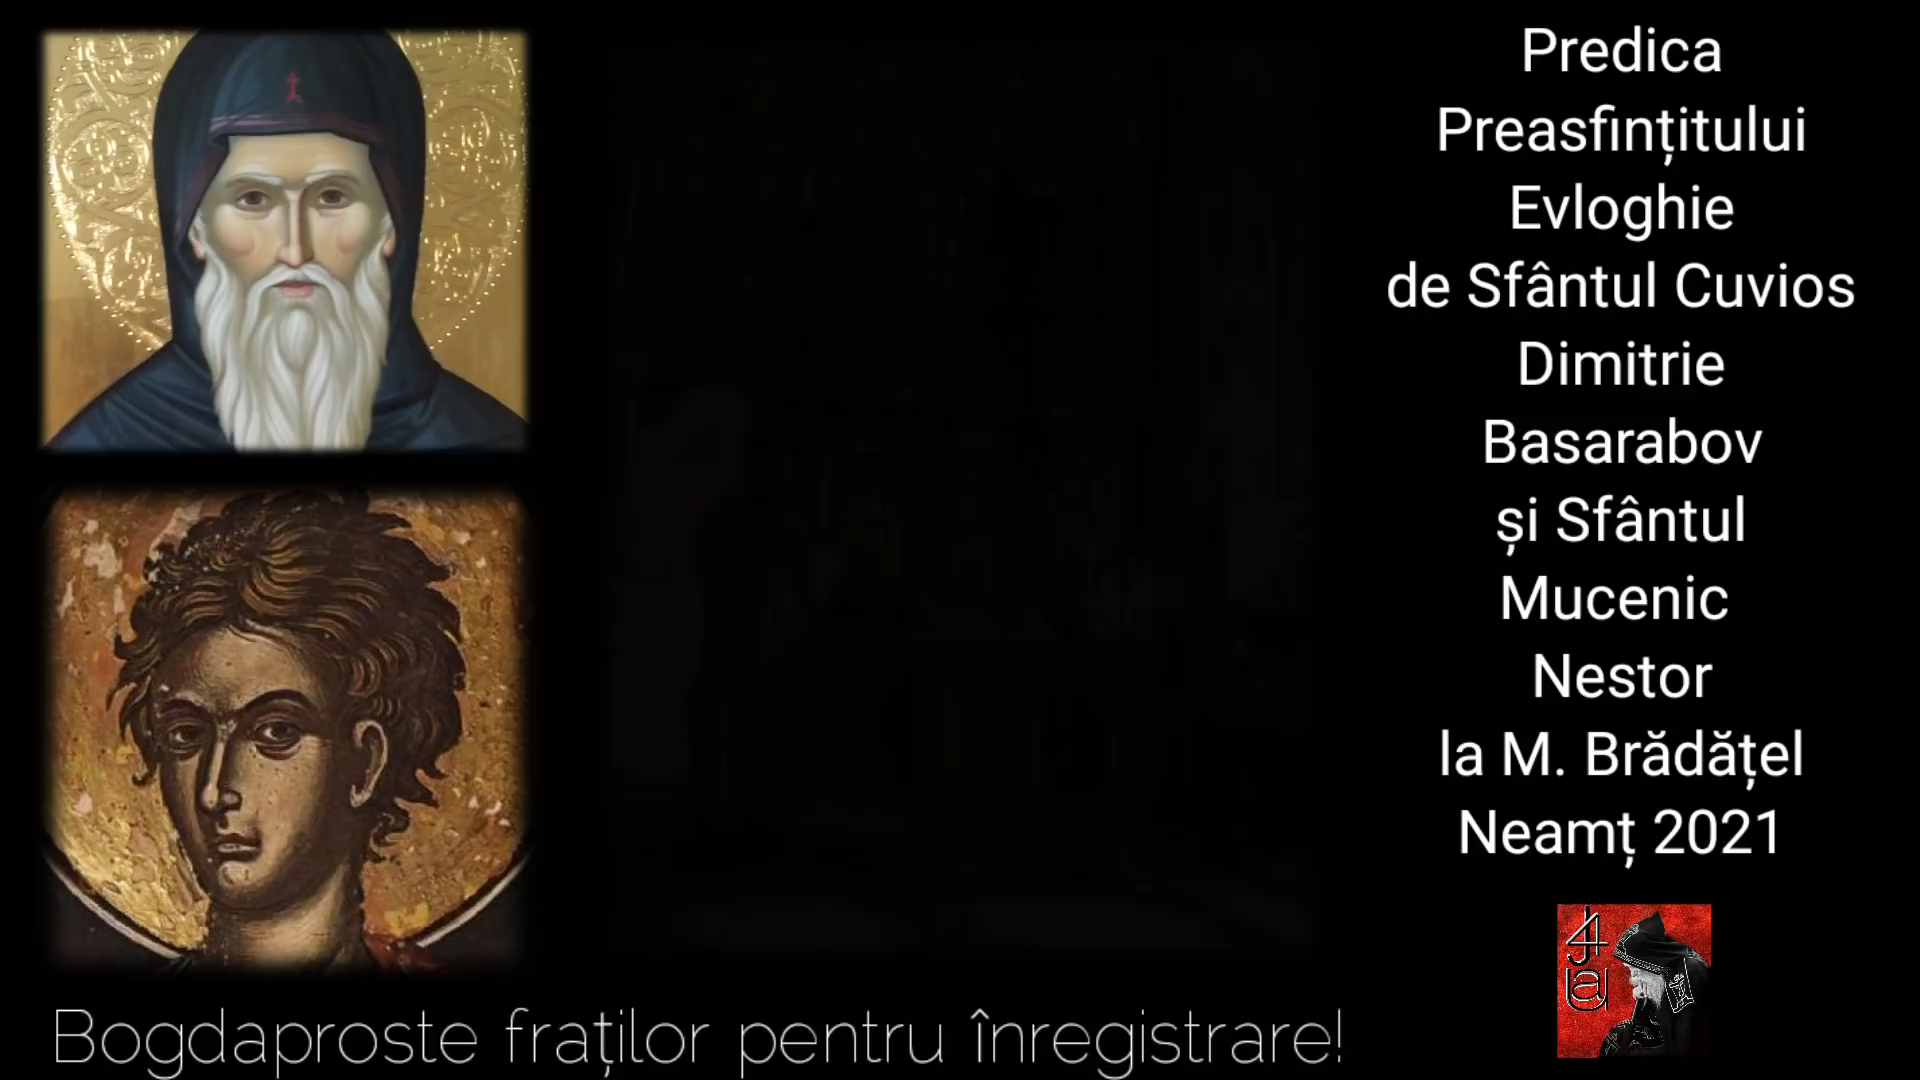 Predica
Preasfințitului
Evloghie
de Sfântul Cuvios
Dimitrie
Basarabov
și Sfântul
Mucenic
Nestor
la M. Brădățel
Neamț 2021
Bogdaproste fraților pentru înregistrare!